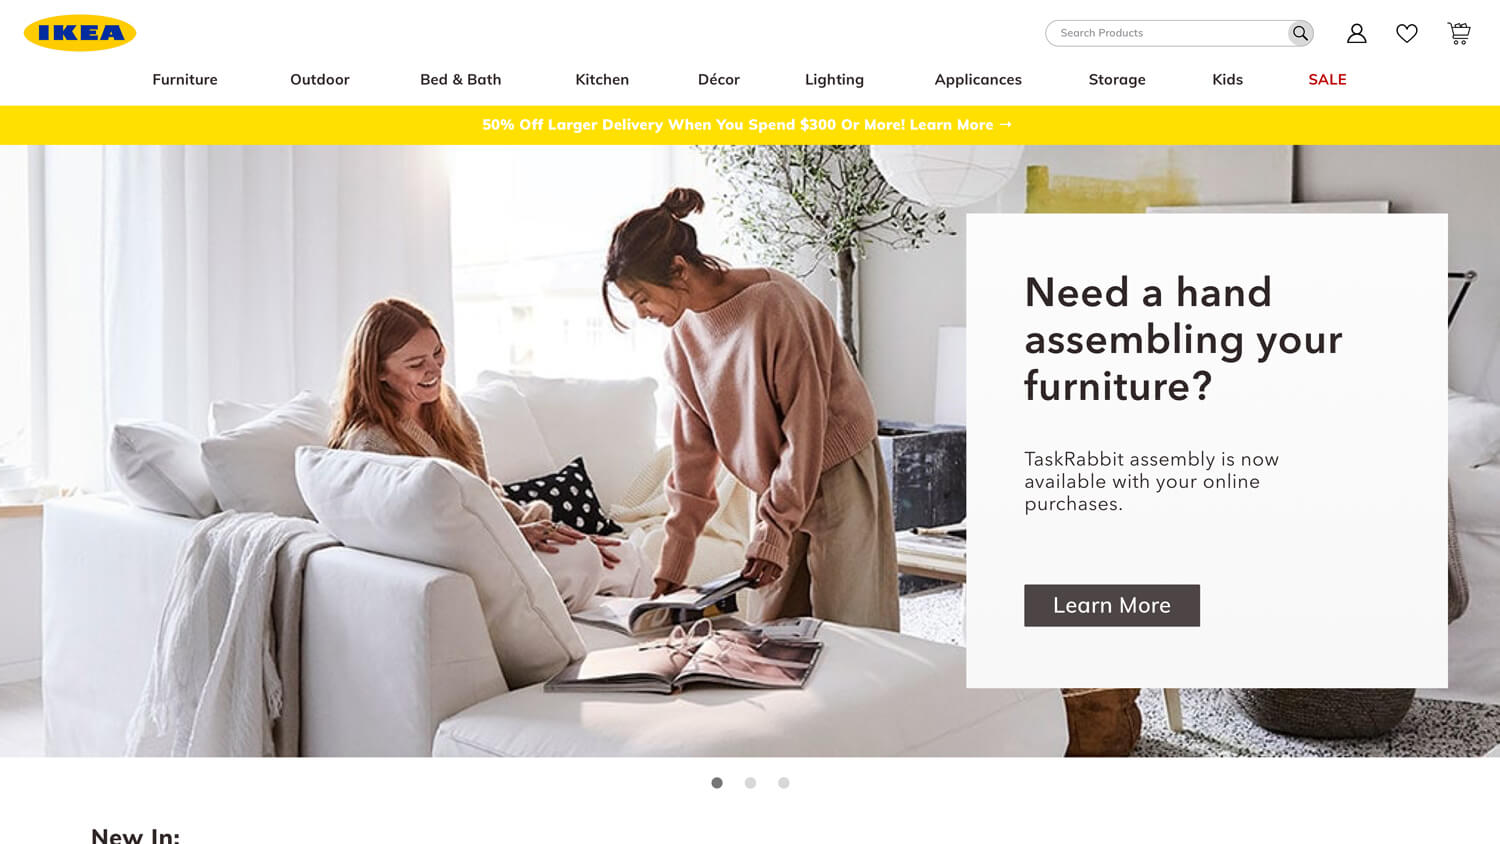 IKEA
Search Products
Furniture
Outdoor
Bed & Bath
Kitchen
Décor
Lighting
Applicances
Storage
Kids
SALE
50% Off Larger Delivery When You Spend $300 Or More! Learn More →
Need a hand
assembling your
furniture?
TaskRabbit assembly is now
available with your online
purchases.
Learn More
New In: